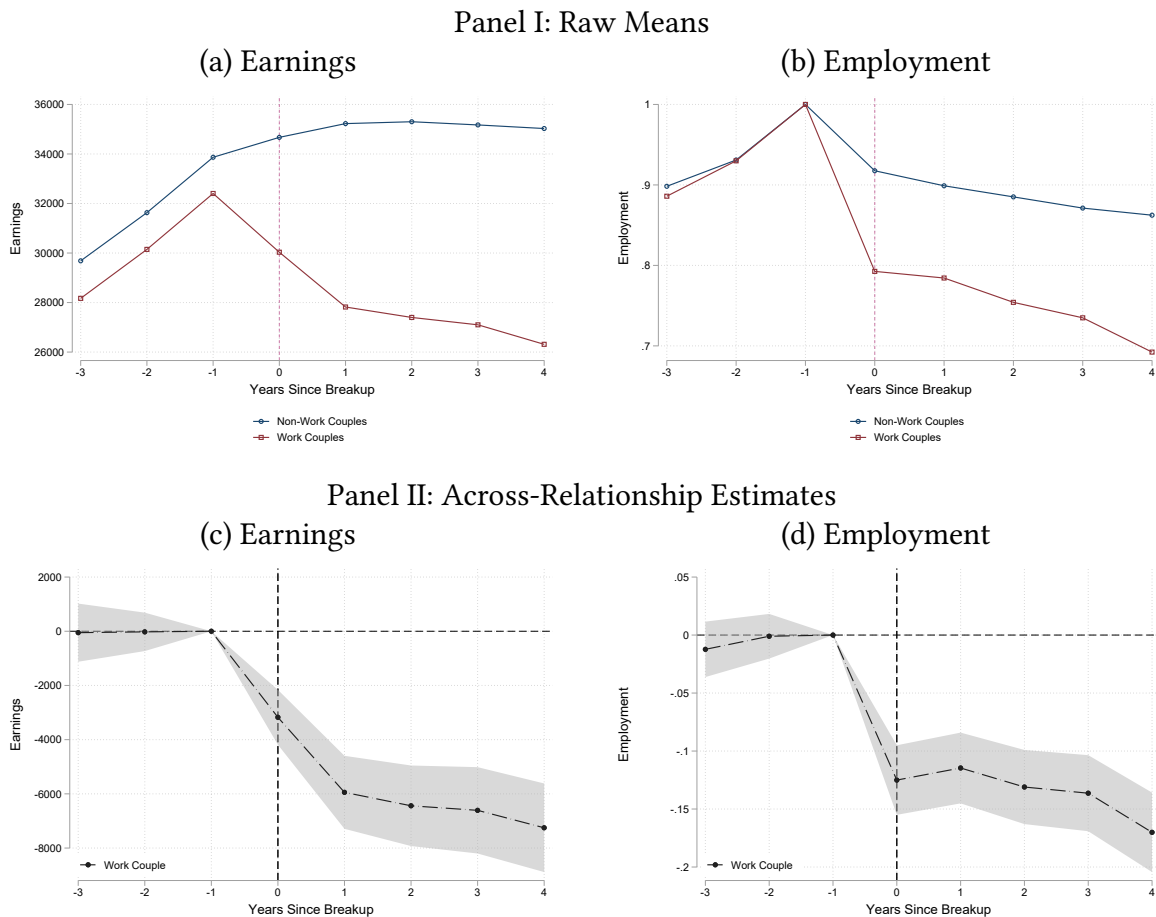 Panel I: Raw Means
(a) Earnings
(b) Employment
36000
34000
32000
30000
28000
26000
Earnings
-3 -2 -1 0 1 2 3 4
Years Since Breakup
Non-Work Couples
Work Couples
1
.9
.8
.7
Employment
-3 -2 -1 0 1 2 3 4
Years Since Breakup
Non-Work Couples
Work Couples
Panel II: Across-Relationship Estimates
(c) Earnings
(d) Employment
2000
0
-2000
-4000
-6000
-8000
Earnings
Work Couple
-3 -2 -1 0 1 2 3 4
Years Since Breakup
.05
0
-.05
-.1
-.15
-.2
Employment
Work Couple
-3 -2 -1 0 1 2 3 4
Years Since Breakup